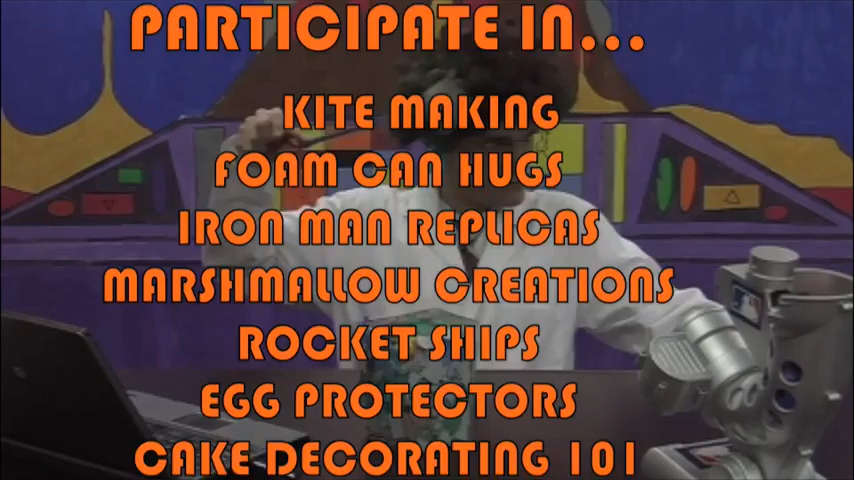 PARTICIPATE IN...
KITE MAKING
FOAM CAN HUGS
IRON MAN REPLICAS
MARSHMALLOW CREATIONS
ROCKET SHIPS
EGG PROTECTORS
CAKE DECORATING 101